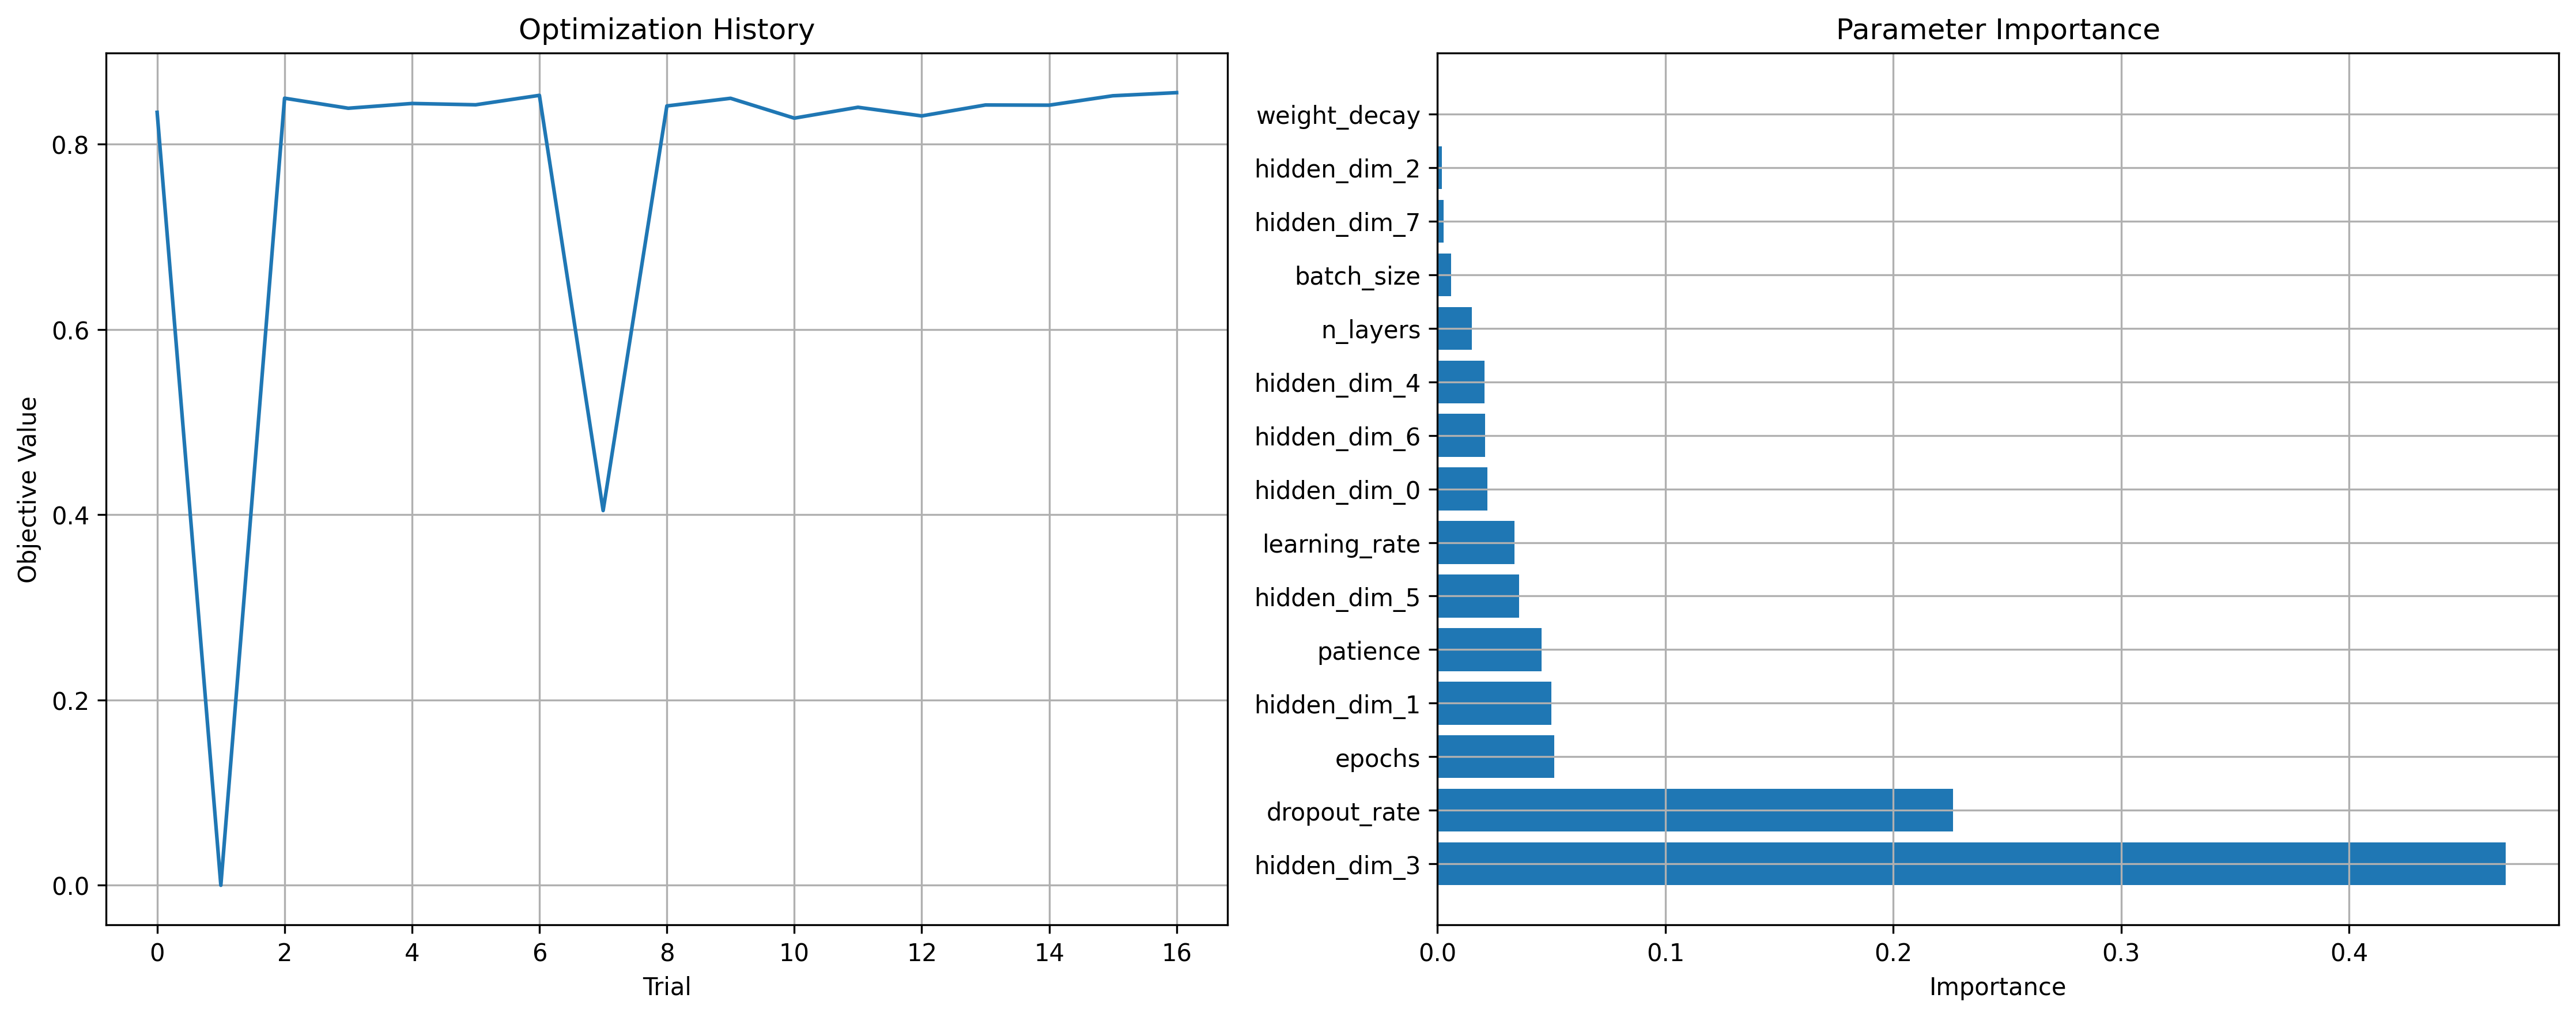 Optimization History
Objective Value
0.8
0.6
0.4
0.2
0.0
0 2 4 6 8 10 12 14 16
Trial
Parameter Importance
weight_decay
hidden_dim_2
hidden_dim_7
batch_size
n_layers
hidden_dim_4
hidden_dim_6
hidden_dim_0
learning_rate
hidden_dim_5
patience
hidden_dim_1
epochs
dropout_rate
hidden_dim_3
0.0 0.1 0.2 0.3 0.4
Importance